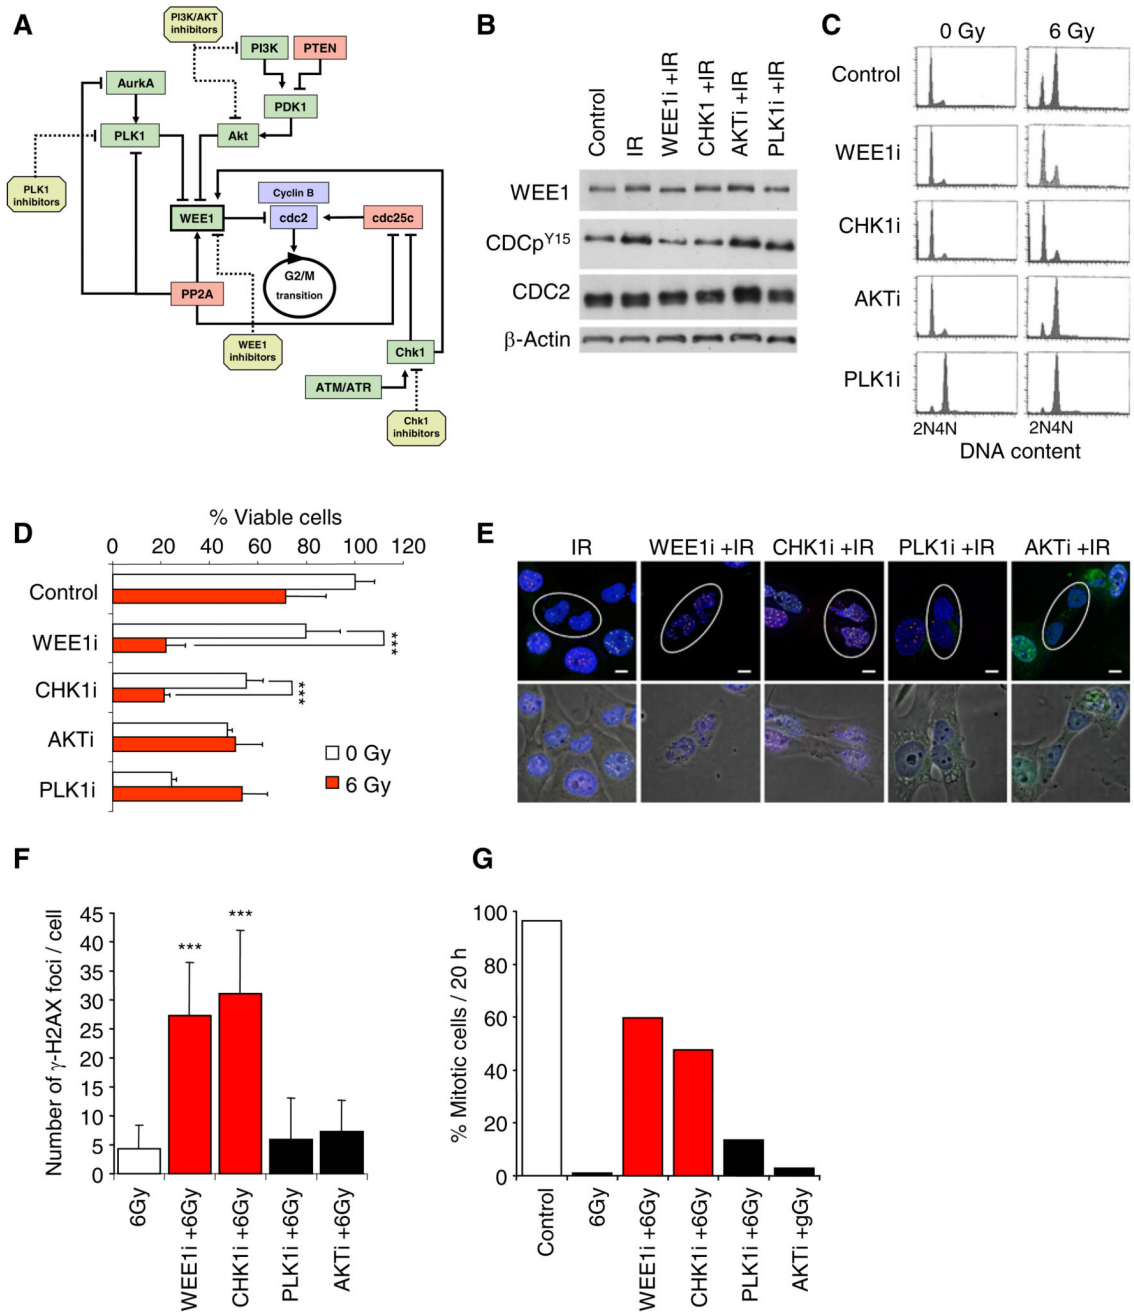 A
PI3K/AKT
inhibitors
PI3K
PTEN
AurkA
PDK1
PLK1
Akt
PLK1
inhibitors
Cyclin B
WEE1
cdc2
cdc25c
G2/M
transition
PP2A
WEE1
inhibitors
Chk1
ATM/ATR
Chk1
inhibitors
B
Control
IR
WEE1i +IR
CHK1 +IR
AKTi +IR
PLK1i +IR
WEE1
CDCpY15
CDC2
β-Actin
C
0 Gy
6 Gy
Control
WEE1i
CHK1i
AKTi
PLK1i
2N4N
2N4N
DNA content
D
% Viable cells
0 20 40 60 80 100 120
Control
WEE1i
***
CHK1i
***
AKTi
PLK1i
0 Gy
6 Gy
E
IR
WEE1i +IR
CHK1i +IR
PLK1i +IR
AKTi +IR
F
Number of γ-H2AX foci / cell
45
40
35
30
25
20
15
10
5
0
***
***
6Gy
WEE1i +6Gy
CHK1i +6Gy
PLK1i +6Gy
AKTi +6Gy
G
% Mitotic cells / 20 h
100
80
60
40
20
0
Control
6Gy
WEE1i +6Gy
CHK1i +6Gy
PLK1i +6Gy
AKTi +gGy